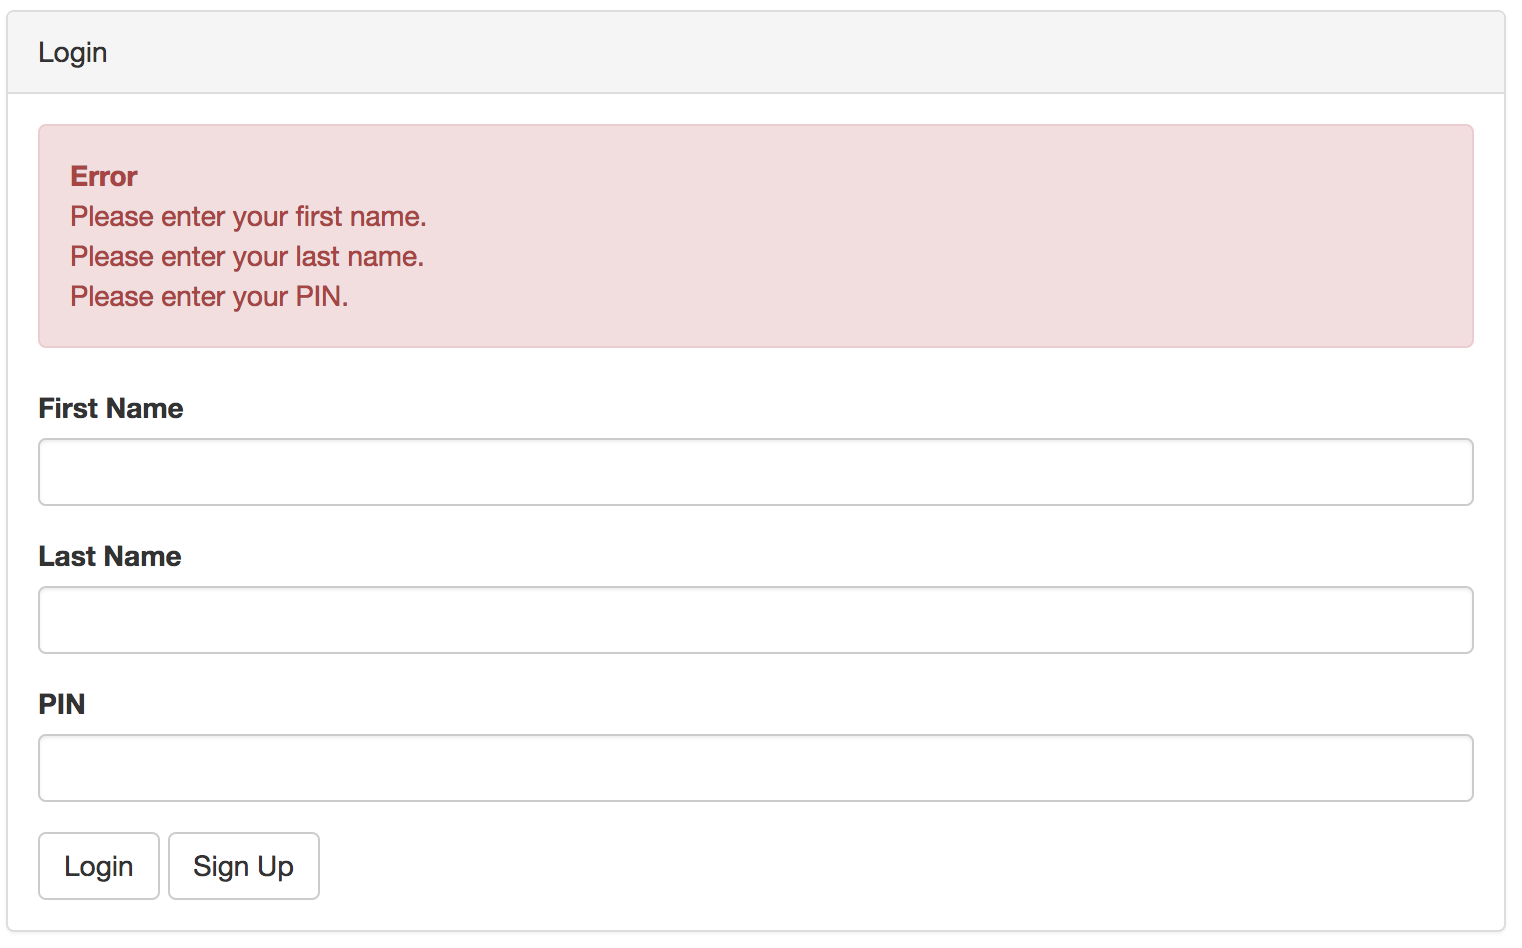 Login
Error
Please enter your first name.
Please enter your last name.
Please enter your PIN.
First Name
Last Name
PIN
Login Sign Up